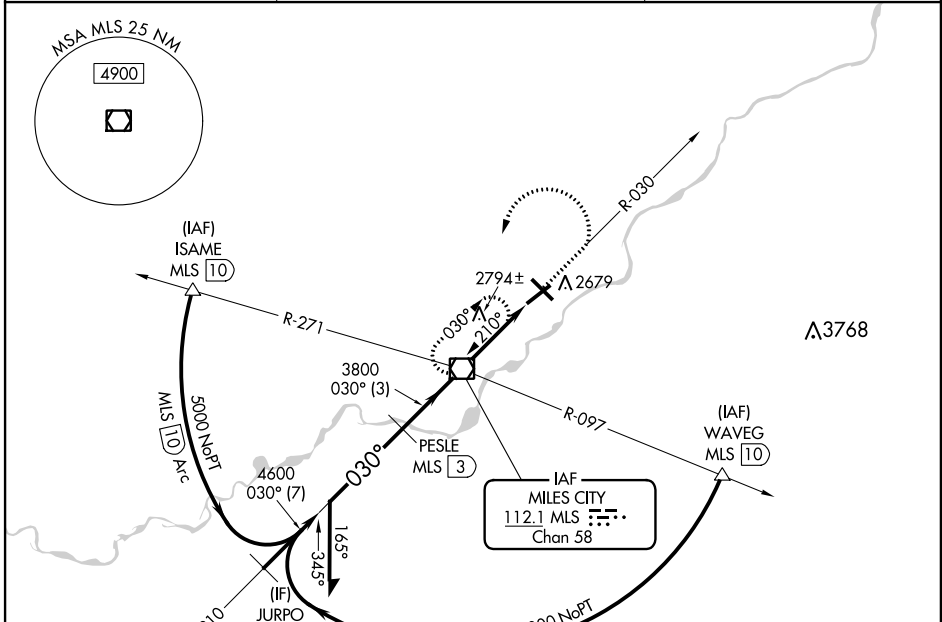 MSA MLS 25 NM
4900
(IAF)
ISAME
MLS 10
R-030
2794±
2679
030°
210°
R-271
3768
3800
030° (3)
R-097
(IAF)
WAVEG
MLS 10
5000 NoPT
MLS 10 Arc
PESLE
MLS 3
030°
4600
030° (7)
IAF
MILES CITY
112.1 MLS
Chan 58
165°
345°
(IF)
JURPO
NoPT